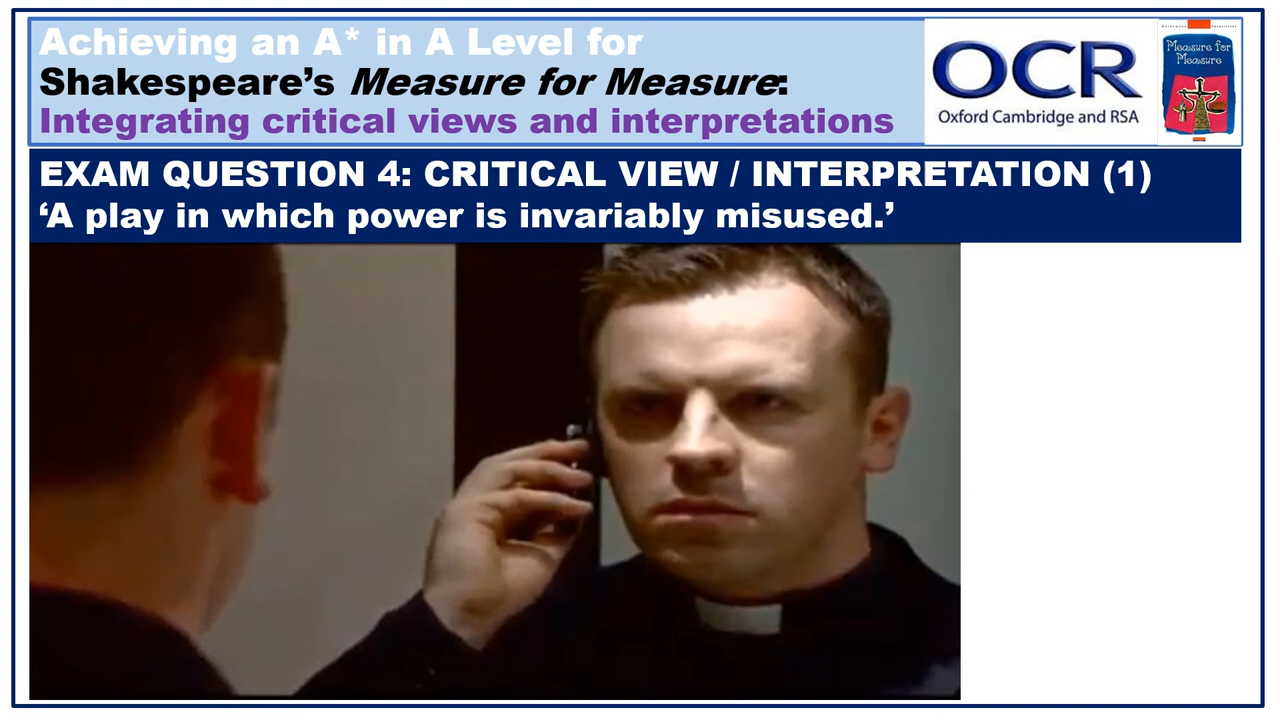 Achieving an A* in A Level for
Shakespeare’s Measure for Measure:
Integrating critical views and interpretations
OCR
Oxford Cambridge and RSA
Measure for
Measure
EXAM QUESTION 4: CRITICAL VIEW / INTERPRETATION (1)
‘A play in which power is invariably misused.’